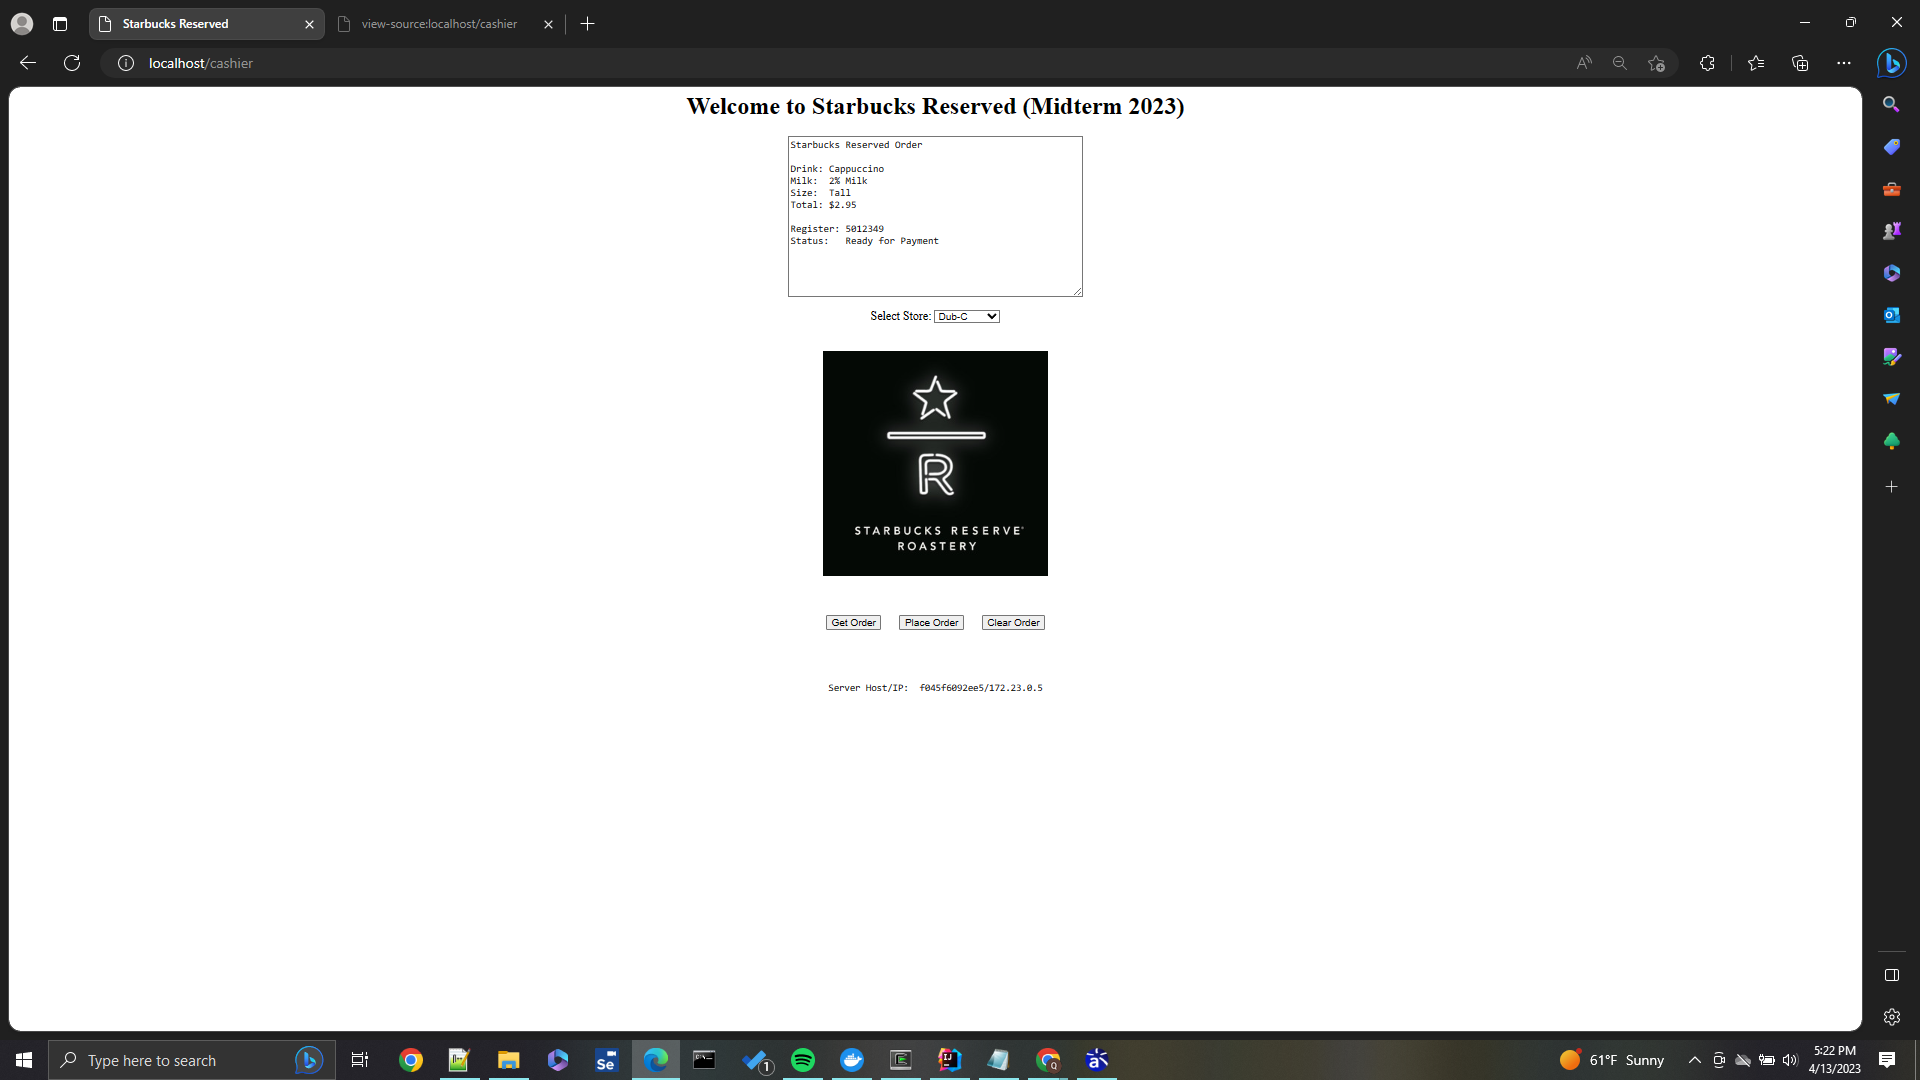 Starbucks Reserved
view-source:localhost/cashier
localhost/cashier
Welcome to Starbucks Reserved (Midterm 2023)
Starbucks Reserved Order
Drink: Cappuccino
Milk:  2% Milk
Size:  Tall
Total: $2.95
Register: 5012349
Status:   Ready for Payment
Select Store: Dub-C
R
STARBUCKS RESERVE
ROASTERY
Get Order
Place Order
Clear Order
Server Host/IP:  f045f6092ee5/172.23.0.5
Type here to search
Se
1
61°F Sunny
5:22 PM
4/13/2023